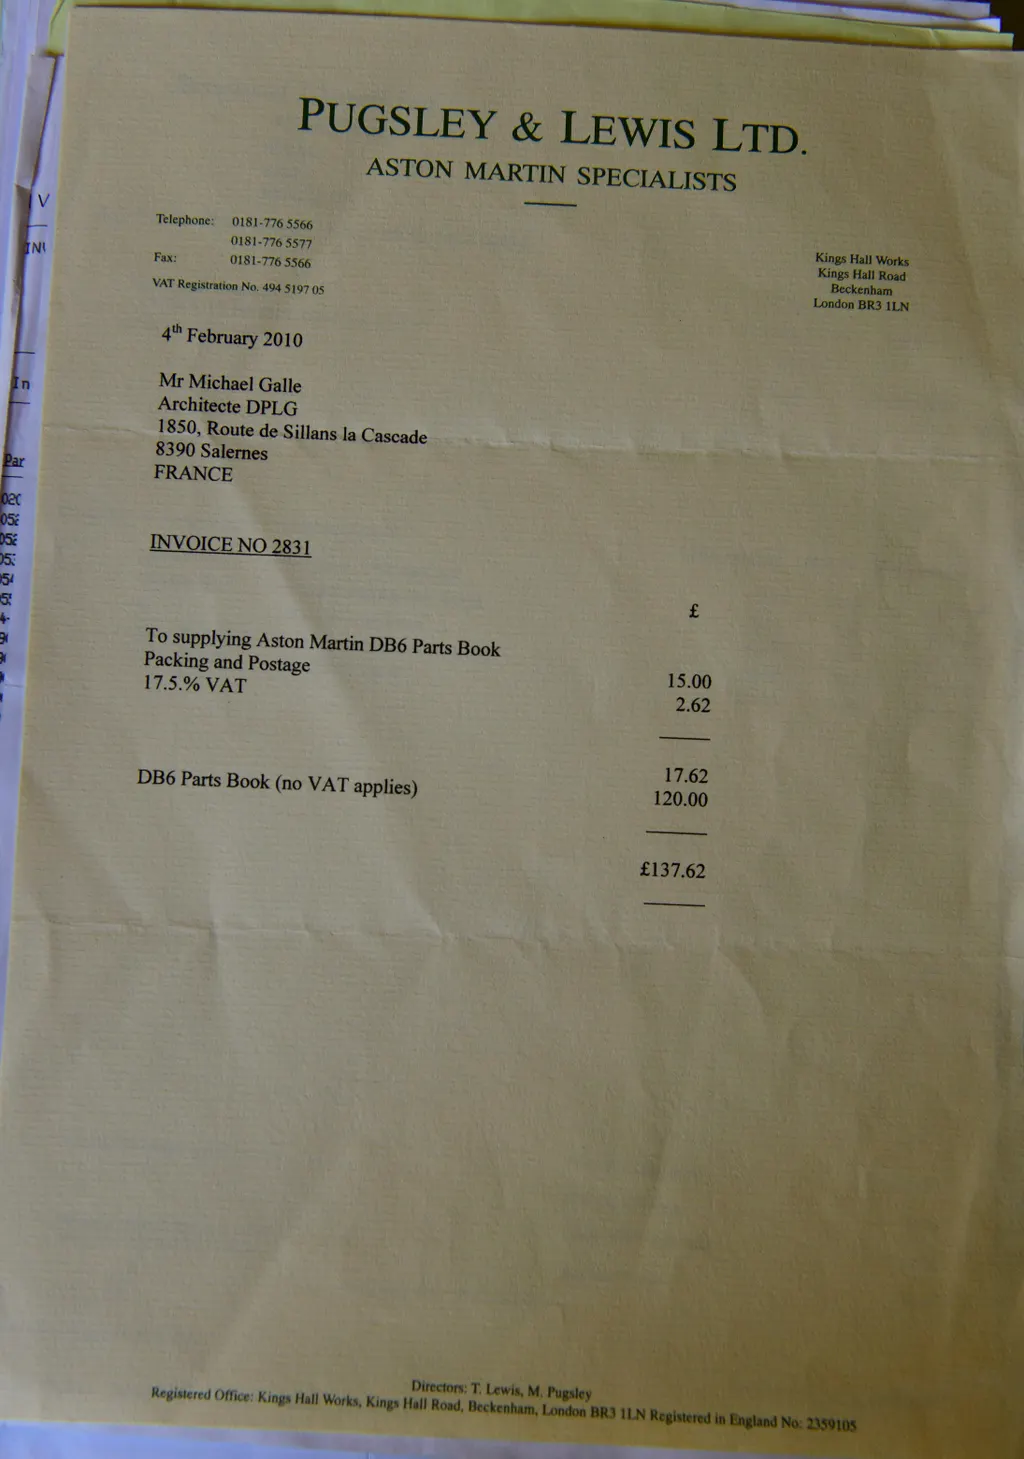 PUGSLEY & LEWIS LTD.
ASTON MARTIN SPECIALISTS
Telephone: 0181-776 5566
0181-776 5577
Fax: 0181-776 5566
VAT Registration No. 494 5197 05
Kings Hall Works
Kings Hall Road
Beckenham
London BR3 1LN
4th February 2010
Mr Michael Galle
Architecte DPLG
1850, Route de Sillans la Cascade
8390 Salernes
FRANCE
INVOICE NO 2831
£
To supplying Aston Martin DB6 Parts Book
Packing and Postage 15.00
17.5.% VAT 2.62
17.62
DB6 Parts Book (no VAT applies) 120.00
£137.62
Directors: T. Lewis, M. Pugsley
Registered Office: Kings Hall Works, Kings Hall Road, Beckenham, London BR3 1LN Registered in England No: 2359105